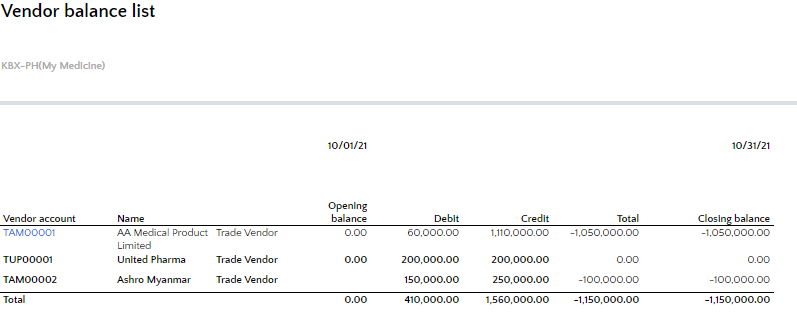 Vendor balance list
KBX-PH(My Medicine)
10/01/21 10/31/21
Opening
Vendor account Name balance Debit Credit Total Closing balance
TAM00001 AA Medical Product Trade Vendor 0.00 60,000.00 1,110,000.00 -1,050,000.00 -1,050,000.00
Limited
TUP00001 United Pharma Trade Vendor 0.00 200,000.00 200,000.00 0.00 0.00
TAM00002 Ashro Myanmar Trade Vendor 150,000.00 250,000.00 -100,000.00 -100,000.00
Total 0.00 410,000.00 1,560,000.00 -1,150,000.00 -1,150,000.00